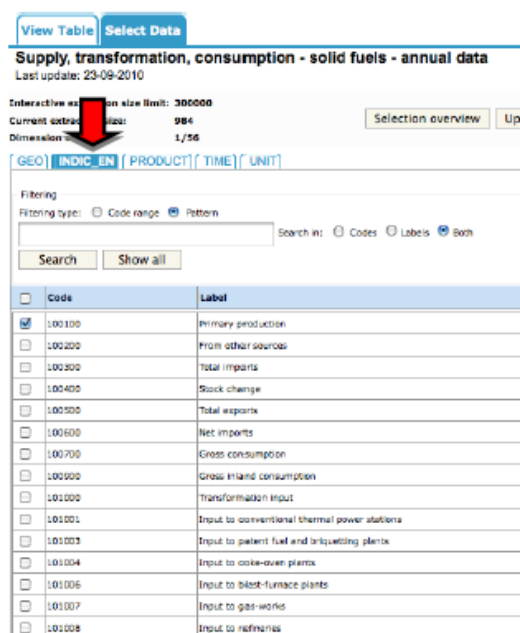 View Table Select Data
Supply, transformation, consumption - solid fuels - annual data
Last update: 23-09-2010
Interactive on size limit: 300000
Current size: 984
Dimension 1/56
Selection overview Up
GEO INDIC_EN PRODUCT TIME UNIT
Filtering
Filtering type: Code range Pattern
Search in: Codes Labels Both
Search Show all
Code Label
100100 Primary production
100200 From other sources
100300 Total imports
100400 Stock change
100500 Total exports
100600 Net imports
100700 Gross consumption
100900 Gross inland consumption
101000 Transformation input
101001 Input to conventional thermal power stations
101003 Input to patent fuel and briquetting plants
101004 Input to coke-oven plants
101006 Input to blast-furnace plants
101007 Input to gas-works
101008 Input to refineries